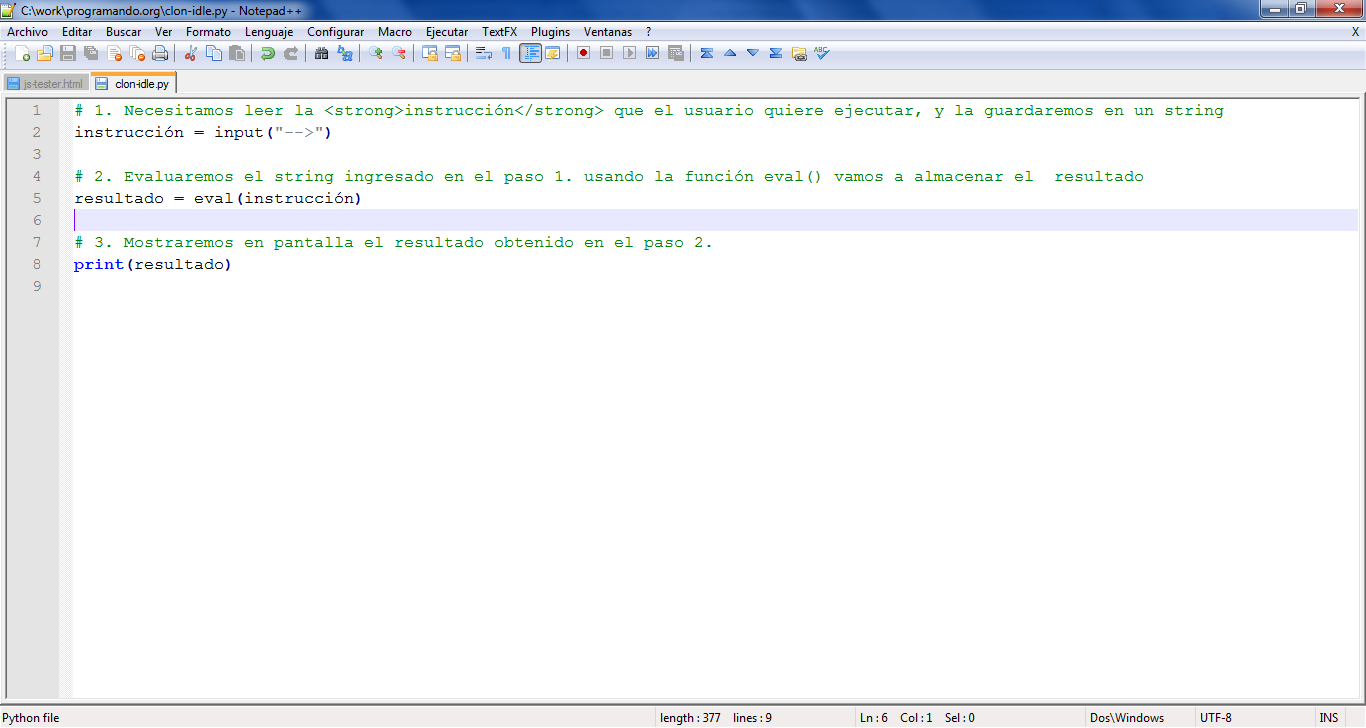 C:\work\programando.org\clon-idle.py - Notepad++
Archivo Editar Buscar Ver Formato Lenguaje Configurar Macro Ejecutar TextFX Plugins Ventanas ? X
js-tester.html clon-idle.py
1 # 1. Necesitamos leer la <strong>instrucción</strong> que el usuario quiere ejecutar, y la guardaremos en un string
2 instrucción = input("-->")
3
4 # 2. Evaluaremos el string ingresado en el paso 1. usando la función eval() vamos a almacenar el  resultado
5 resultado = eval(instrucción)
6
7 # 3. Mostraremos en pantalla el resultado obtenido en el paso 2.
8 print(resultado)
9
Python file length : 377 lines : 9 Ln : 6 Col : 1 Sel : 0 Dos\Windows UTF-8 INS